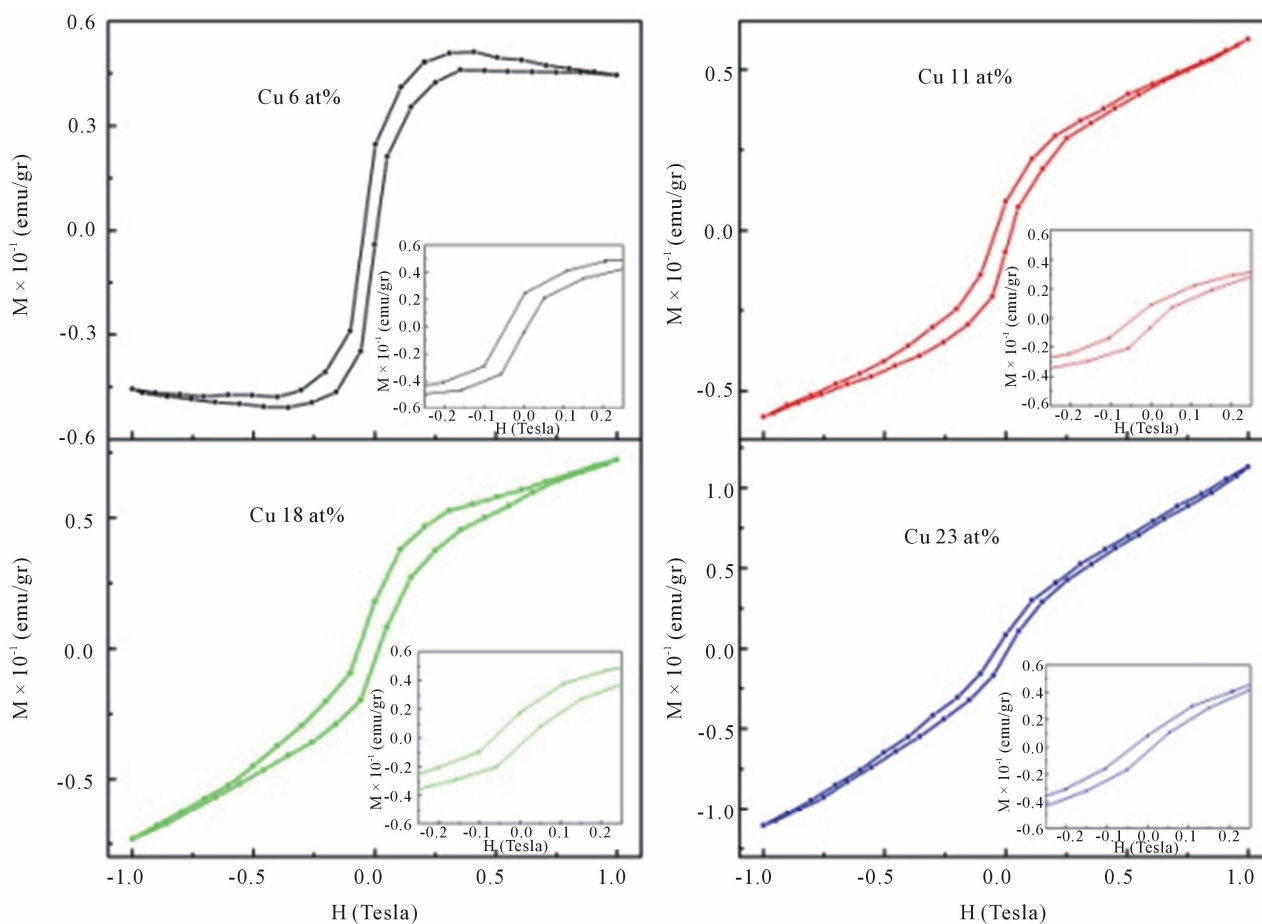 0.6
0.3
0.0
-0.3
-0.6
M × 10⁻¹ (emu/gr)
Cu 6 at%
0.6
0.4
0.2
0.0
-0.2
-0.4
-0.6
M × 10⁻¹ (emu/gr)
-0.2 -0.1 0.0 0.1 0.2
H (Tesla)
0.5
0.0
-0.5
M × 10⁻¹ (emu/gr)
Cu 11 at%
0.6
0.4
0.2
0.0
-0.2
-0.4
-0.6
M × 10⁻¹ (emu/gr)
-0.2 -0.1 0.0 0.1 0.2
H (Tesla)
0.5
0.0
-0.5
M × 10⁻¹ (emu/gr)
Cu 18 at%
0.6
0.4
0.2
0.0
-0.2
-0.4
-0.6
M × 10⁻¹ (emu/gr)
-0.2 -0.1 0.0 0.1 0.2
H (Tesla)
-1.0 -0.5 0.0 0.5 1.0
H (Tesla)
1.0
0.5
0.0
-0.5
-1.0
M × 10⁻¹ (emu/gr)
Cu 23 at%
0.6
0.4
0.2
0.0
-0.2
-0.4
-0.6
M × 10⁻¹ (emu/gr)
-0.2 -0.1 0.0 0.1 0.2
H (Tesla)
-1.0 -0.5 0.0 0.5 1.0
H (Tesla)